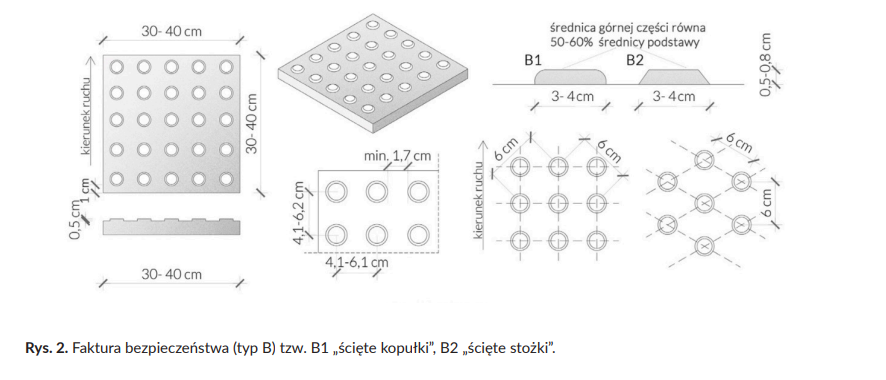 30- 40 cm
kierunek ruchu
30- 40 cm
1 cm
0,5 cm
30- 40 cm
min. 1,7 cm
4,1-6,2 cm
4,1-6,1 cm
średnica górnej części równa
50-60% średnicy podstawy
B1
B2
3- 4cm
3- 4cm
0,5-0,8 cm
kierunek ruchu
6 cm
6 cm
6 cm
6 cm
Rys. 2. Faktura bezpieczeństwa (typ B) tzw. B1 „ścięte kopułki”, B2 „ścięte stożki”.